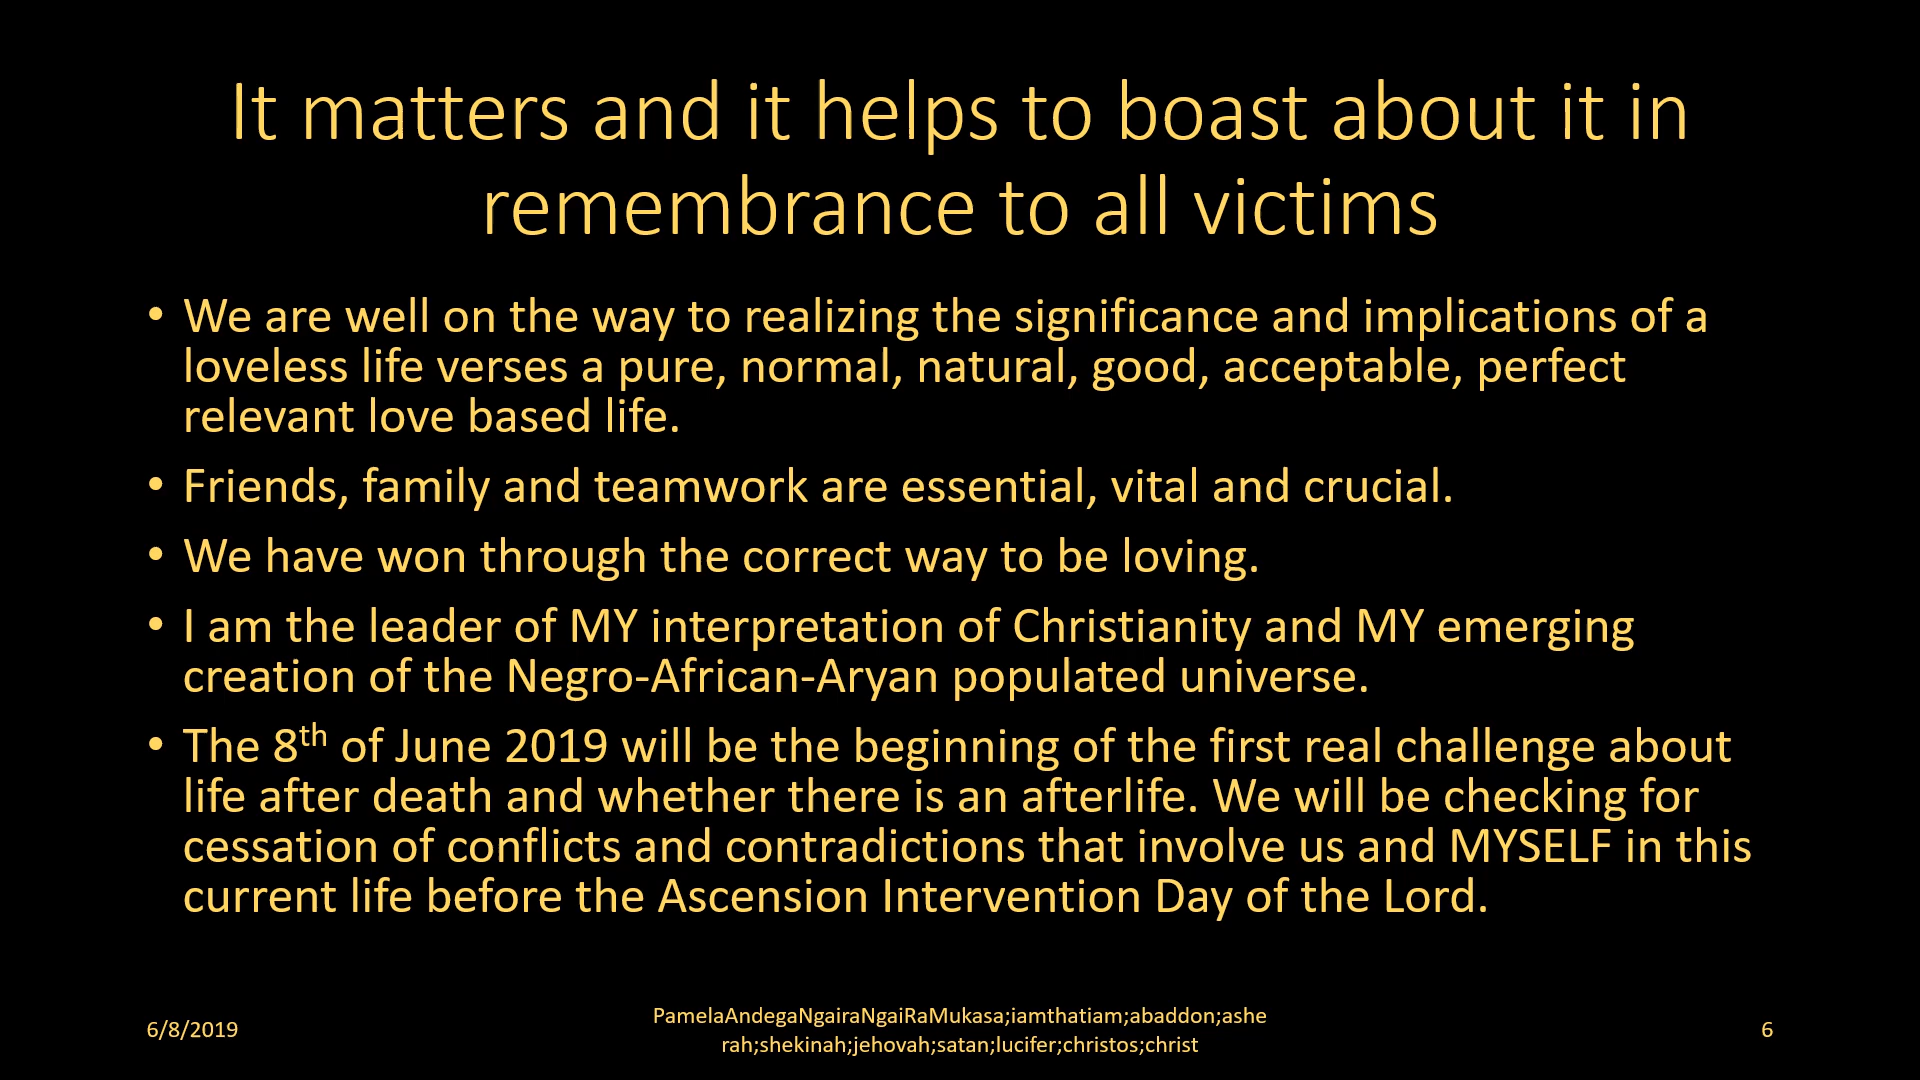 It matters and it helps to boast about it in
remembrance to all victims
• We are well on the way to realizing the significance and implications of a
loveless life verses a pure, normal, natural, good, acceptable, perfect
relevant love based life.
• Friends, family and teamwork are essential, vital and crucial.
• We have won through the correct way to be loving.
• I am the leader of MY interpretation of Christianity and MY emerging
creation of the Negro-African-Aryan populated universe.
• The 8th of June 2019 will be the beginning of the first real challenge about
life after death and whether there is an afterlife. We will be checking for
cessation of conflicts and contradictions that involve us and MYSELF in this
current life before the Ascension Intervention Day of the Lord.
6/8/2019
PamelaAndegaNgairaNgaiRaMukasa;iamthatiam;abaddon;ashe
rah;shekinah;jehovah;satan;lucifer;christos;christ
6